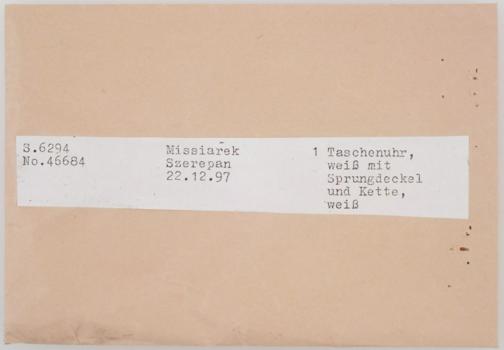 S.6294 Missiarek 1 Taschenuhr,
No.46684 Szerepan weiß mit
22.12.97 Sprungdeckel
und Kette,
weiß